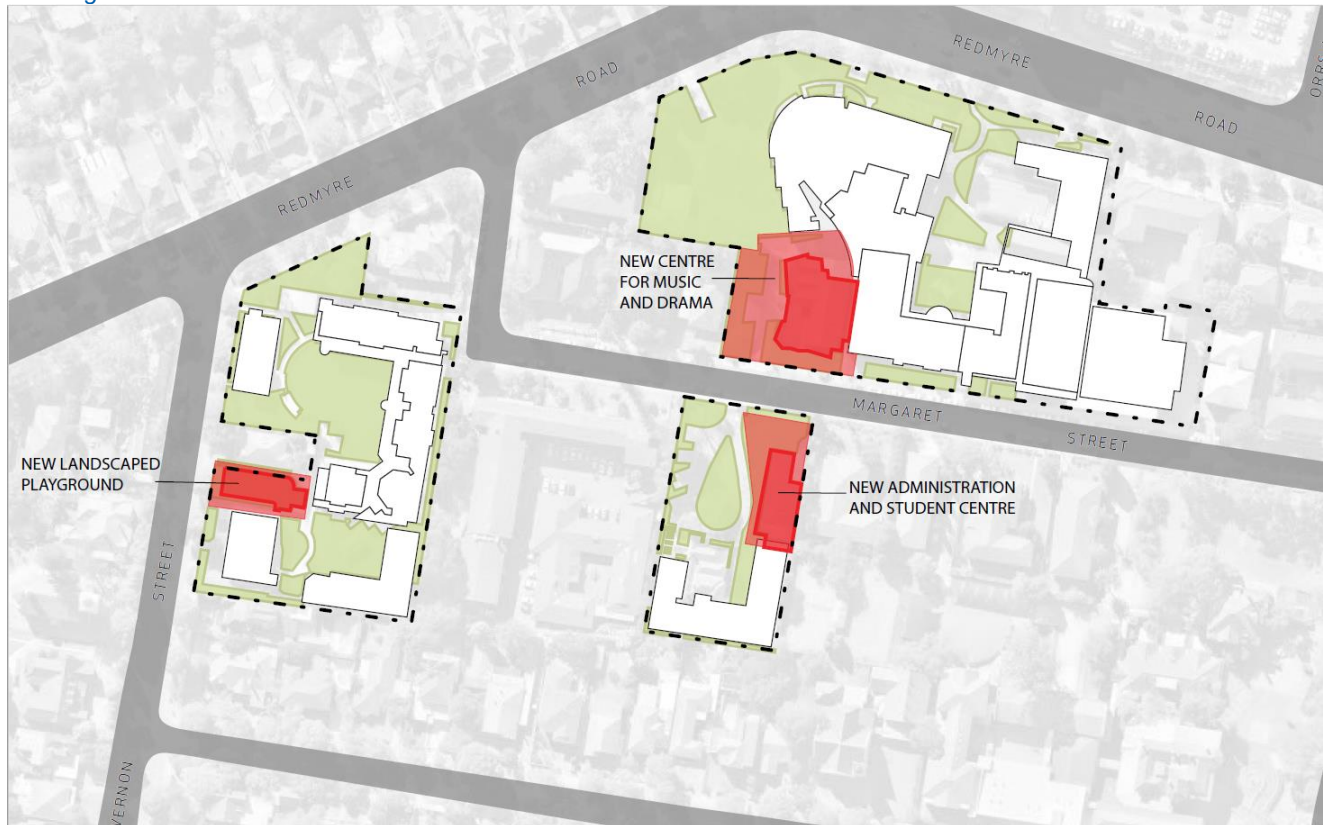 REDMYRE
ROAD
ROAD
ORRS
REDMYRE
NEW CENTRE
FOR MUSIC
AND DRAMA
MARGARET
STREET
NEW LANDSCAPED
PLAYGROUND
NEW ADMINISTRATION
AND STUDENT CENTRE
STREET
VERNON